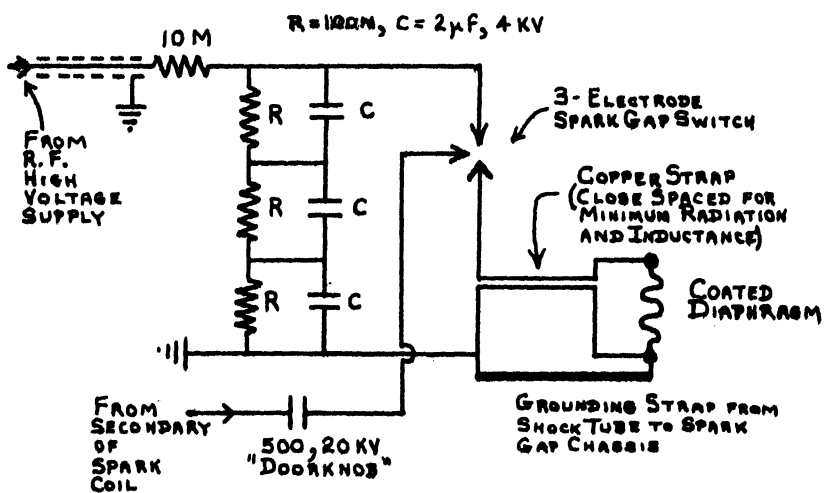 C = 2µF, 4 KV
10 M
R
C
R
C
R
C
FROM
R.F.
HIGH
VOLTAGE
SUPPLY
3-ELECTRODE
SPARK GAP SWITCH
COPPER STRAP
(CLOSE SPACED FOR
MINIMUM RADIATION
AND INDUCTANCE)
COATED
DIAPHRAGM
FROM
SECONDARY
OF
SPARK
COIL
500, 20 KV
"DOORKNOB"
GROUNDING STRAP FROM
SHOCK TUBE TO SPARK
GAP CHASSIS